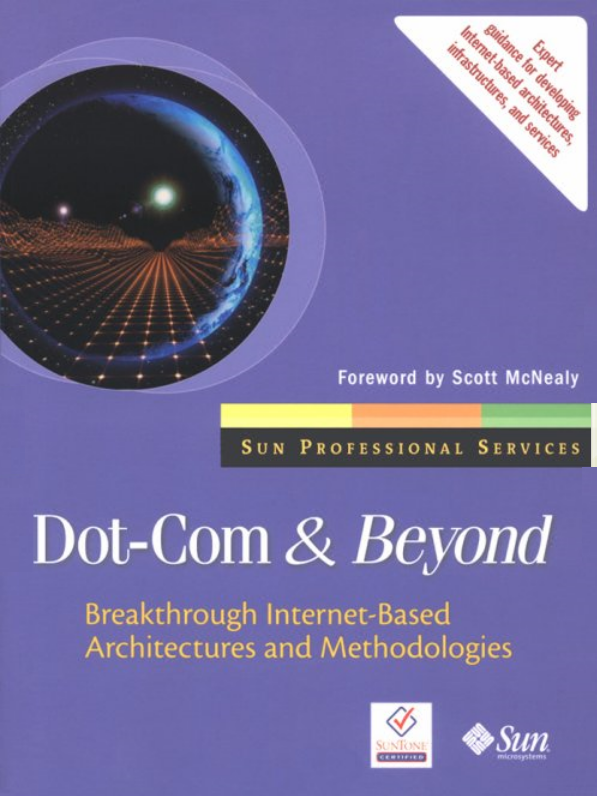 Expert
guidance for developing
Internet-based architectures,
infrastructures, and services
Foreword by Scott McNealy
SUN PROFESSIONAL SERVICES
Dot-Com & Beyond
Breakthrough Internet-Based
Architectures and Methodologies
SUNTONE
CERTIFIED
Sun
microsystems